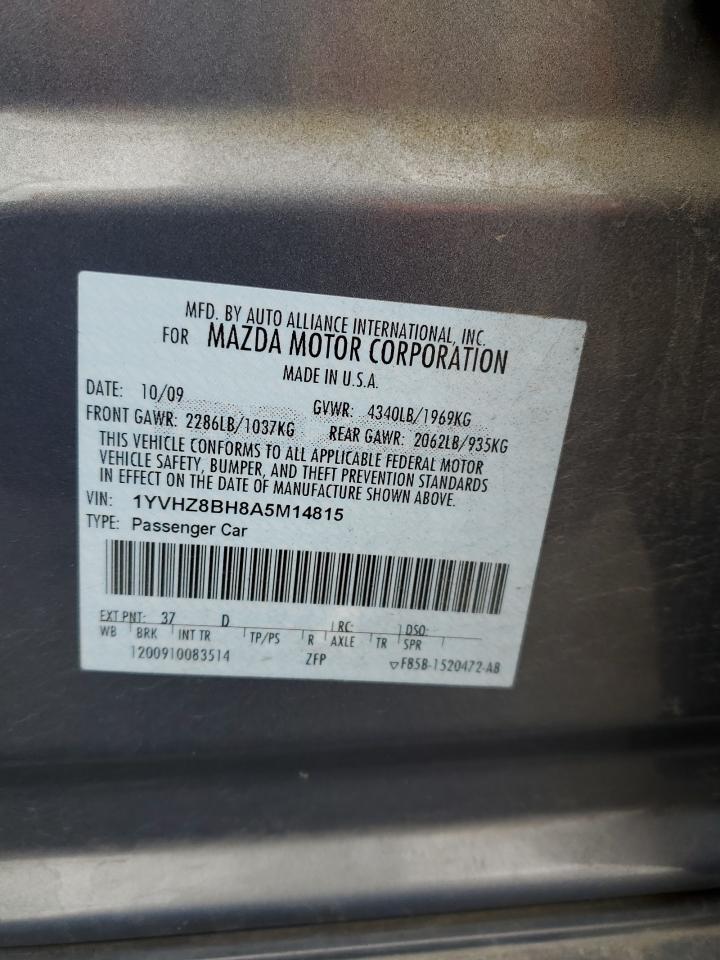 MFD. BY AUTO ALLIANCE INTERNATIONAL, INC.
FOR MAZDA MOTOR CORPORATION
MADE IN U.S.A.
DATE: 10/09 GVWR: 4340LB/1969KG
FRONT GAWR: 2286LB/1037KG REAR GAWR: 2062LB/935KG
THIS VEHICLE CONFORMS TO ALL APPLICABLE FEDERAL MOTOR
VEHICLE SAFETY, BUMPER, AND THEFT PREVENTION STANDARDS
IN EFFECT ON THE DATE OF MANUFACTURE SHOWN ABOVE.
VIN: 1YVHZ8BH8A5M14815
TYPE: Passenger Car
EXT PNT: 37 D RC: DSO:
WB BRK INT TR TP/PS R AXLE TR SPR
1200910083514 ZFP F85B-1520472-AB